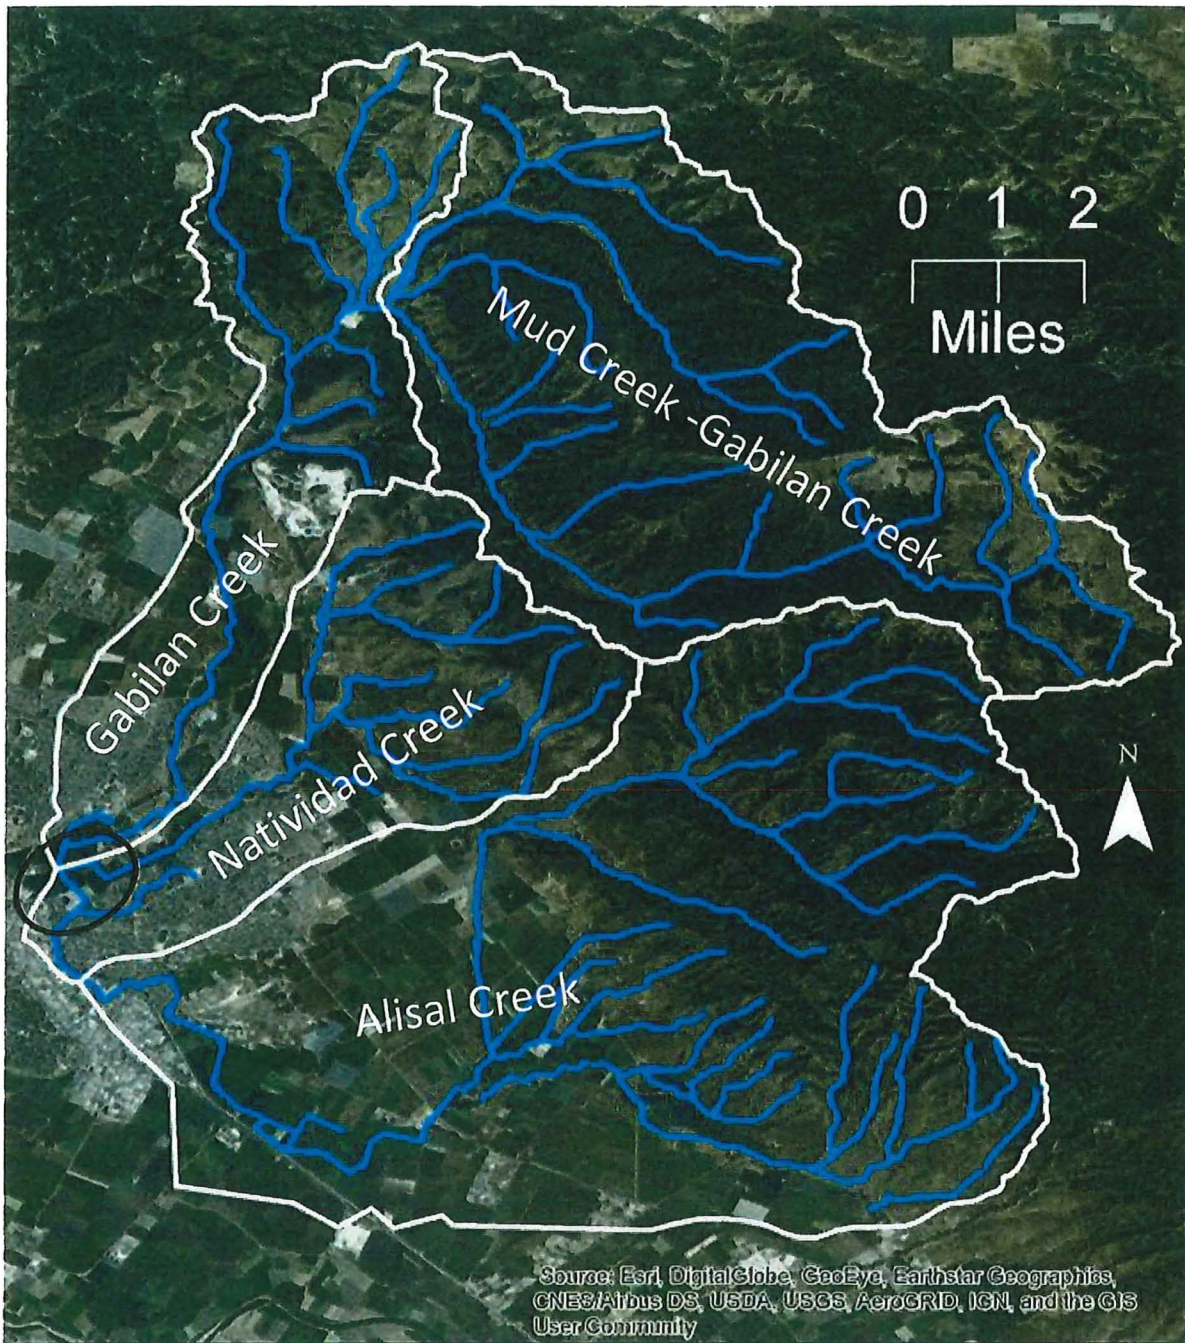 0 1 2
Miles
Mud Creek -Gabilan Creek
Gabilan Creek
Natividad Creek
N
Alisal Creek
Source: Esri, DigitalGlobe, GeoEye, Earthstar Geographics,
CNES/Airbus DS, USDA, USGS, AeroGRID, IGN, and the GIS
User Community